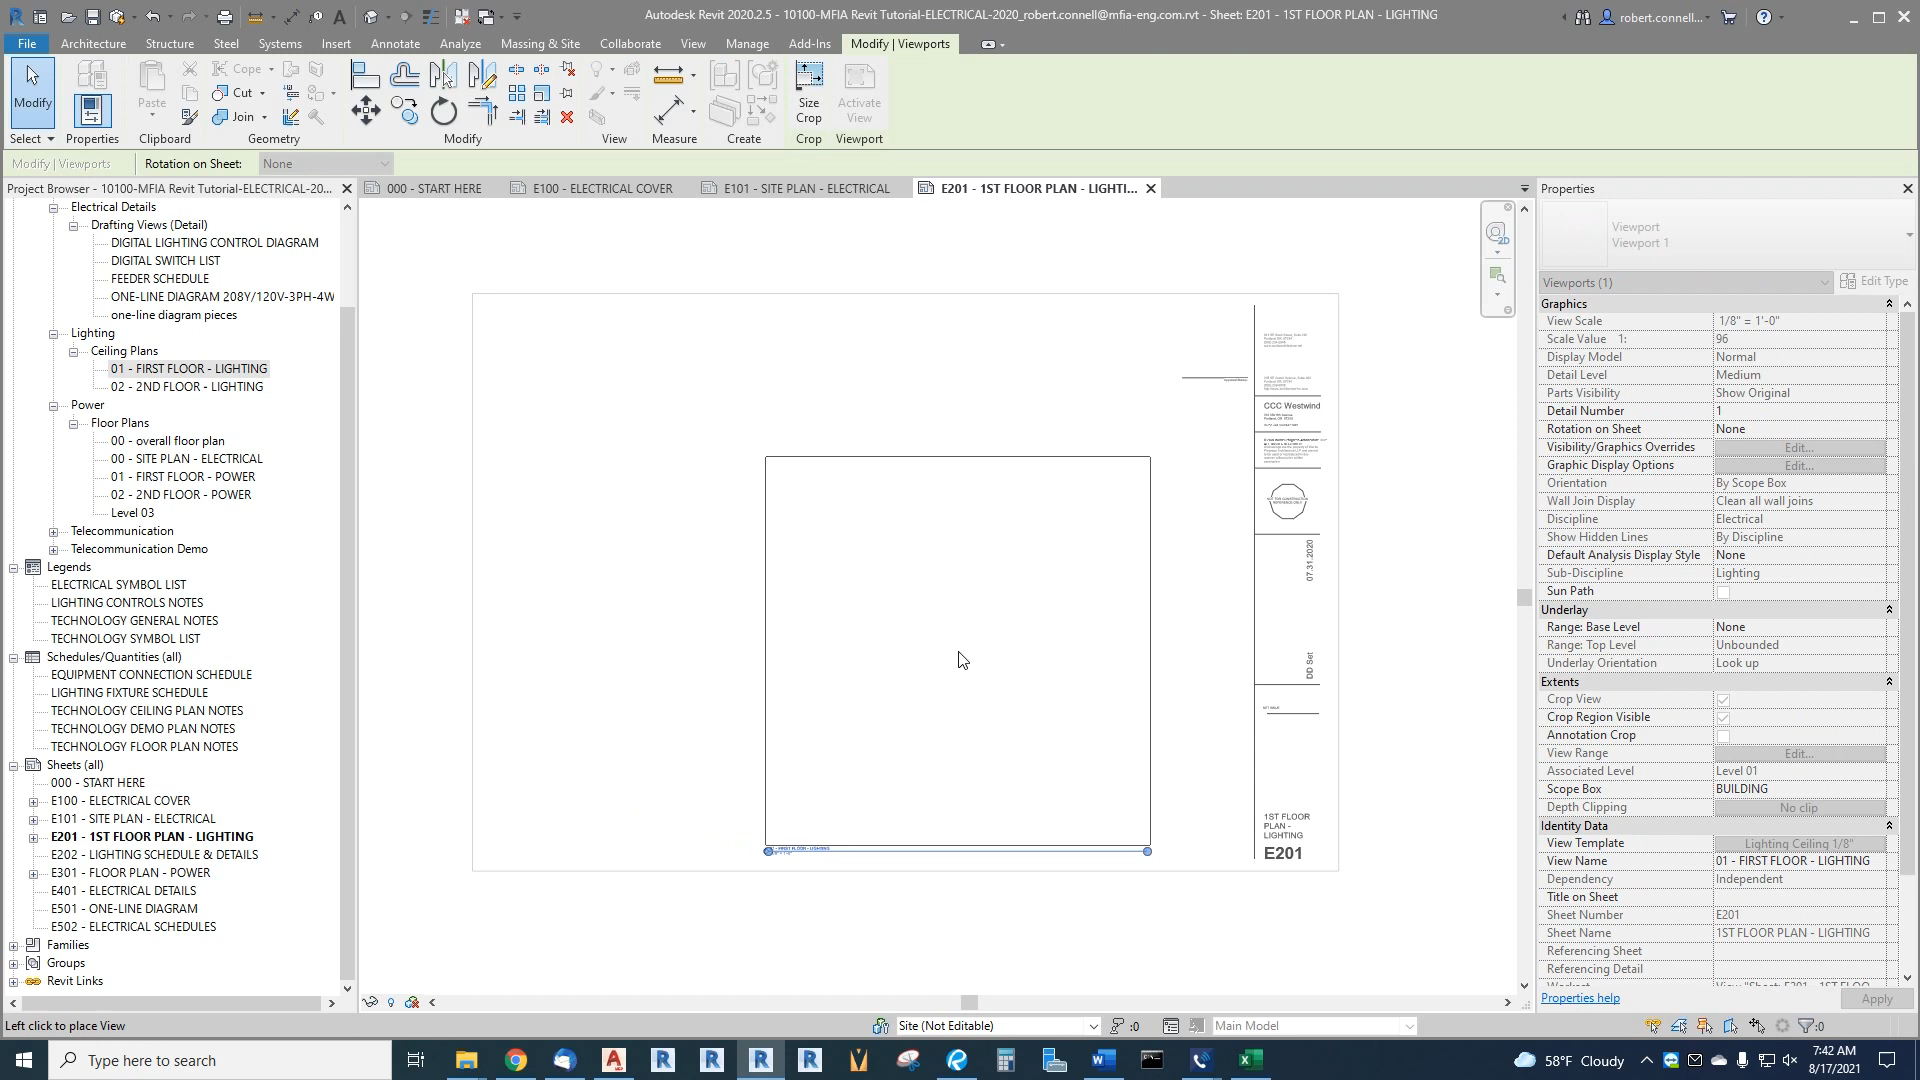 Autodesk Revit 2020.2.5 - 10100-MFIA Revit Tutorial-ELECTRICAL-2020_robert.connell@mfia-eng.com.rvt - Sheet: E201 - 1ST FLOOR PLAN - LIGHTING
robert.connell...
File Architecture Structure Steel Systems Insert Annotate Analyze Massing & Site Collaborate View Manage Add-Ins Modify | Viewports
Modify
Paste
Cope
Cut
Join
Size Crop
Activate View
Select Properties Clipboard Geometry Modify View Measure Create Crop Viewport
Modify | Viewports Rotation on Sheet: None
Project Browser - 10100-MFIA Revit Tutorial-ELECTRICAL-20...
Electrical Details
Drafting Views (Detail)
DIGITAL LIGHTING CONTROL DIAGRAM
DIGITAL SWITCH LIST
FEEDER SCHEDULE
ONE-LINE DIAGRAM 208Y/120V-3PH-4W
one-line diagram pieces
Lighting
Ceiling Plans
01 - FIRST FLOOR - LIGHTING
02 - 2ND FLOOR - LIGHTING
Power
Floor Plans
00 - overall floor plan
00 - SITE PLAN - ELECTRICAL
01 - FIRST FLOOR - POWER
02 - 2ND FLOOR - POWER
Level 03
Telecommunication
Telecommunication Demo
Legends
ELECTRICAL SYMBOL LIST
LIGHTING CONTROLS NOTES
TECHNOLOGY GENERAL NOTES
TECHNOLOGY SYMBOL LIST
Schedules/Quantities (all)
EQUIPMENT CONNECTION SCHEDULE
LIGHTING FIXTURE SCHEDULE
TECHNOLOGY CEILING PLAN NOTES
TECHNOLOGY DEMO PLAN NOTES
TECHNOLOGY FLOOR PLAN NOTES
Sheets (all)
000 - START HERE
E100 - ELECTRICAL COVER
E101 - SITE PLAN - ELECTRICAL
E201 - 1ST FLOOR PLAN - LIGHTING
E202 - LIGHTING SCHEDULE & DETAILS
E301 - FLOOR PLAN - POWER
E401 - ELECTRICAL DETAILS
E501 - ONE-LINE DIAGRAM
E502 - ELECTRICAL SCHEDULES
Families
Groups
Revit Links
000 - START HERE E100 - ELECTRICAL COVER E101 - SITE PLAN - ELECTRICAL E201 - 1ST FLOOR PLAN - LIGHTI...
2D
CCC Westwind
07.31.2020
DD Set
1ST FLOOR
PLAN -
LIGHTING
E201
- FIRST FLOOR - LIGHTING
Properties
Viewport
Viewport 1
Viewports (1) Edit Type
Graphics
View Scale 1/8" = 1'-0"
Scale Value 1: 96
Display Model Normal
Detail Level Medium
Parts Visibility Show Original
Detail Number 1
Rotation on Sheet None
Visibility/Graphics Overrides Edit...
Graphic Display Options Edit...
Orientation By Scope Box
Wall Join Display Clean all wall joins
Discipline Electrical
Show Hidden Lines By Discipline
Default Analysis Display Style None
Sub-Discipline Lighting
Sun Path
Underlay
Range: Base Level None
Range: Top Level Unbounded
Underlay Orientation Look up
Extents
Crop View
Crop Region Visible
Annotation Crop
View Range Edit...
Associated Level Level 01
Scope Box BUILDING
Depth Clipping No clip
Identity Data
View Template Lighting Ceiling 1/8"
View Name 01 - FIRST FLOOR - LIGHTING
Dependency Independent
Title on Sheet
Sheet Number E201
Sheet Name 1ST FLOOR PLAN - LIGHTING
Referencing Sheet
Referencing Detail
Properties help Apply
Left click to place View Site (Not Editable) :0 Main Model :0
Type here to search
58°F Cloudy
7:42 AM
8/17/2021